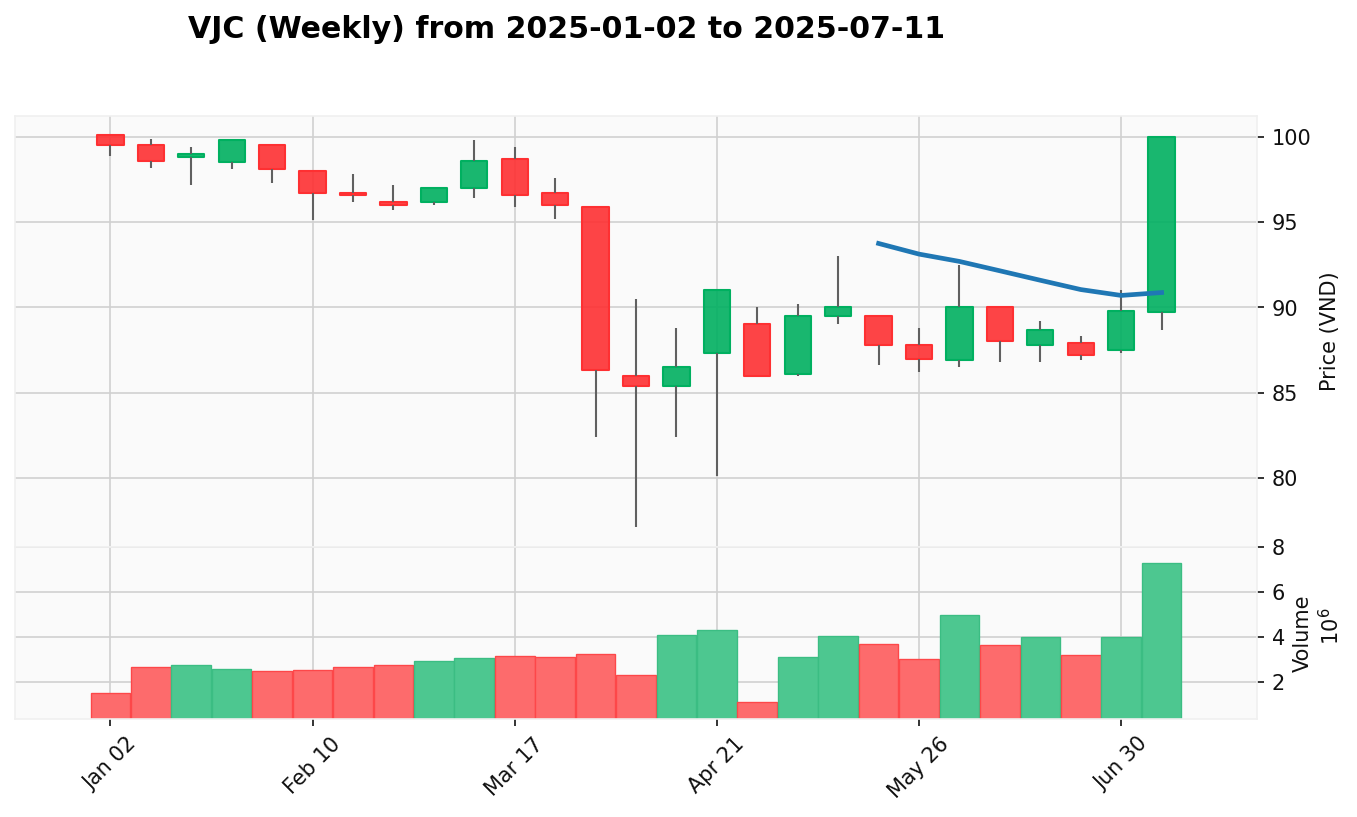 VJC (Weekly) from 2025-01-02 to 2025-07-11
100
95
90
85
80
Price (VND)
8
6
4
2
Volume
10⁶
Jan 02
Feb 10
Mar 17
Apr 21
May 26
Jun 30